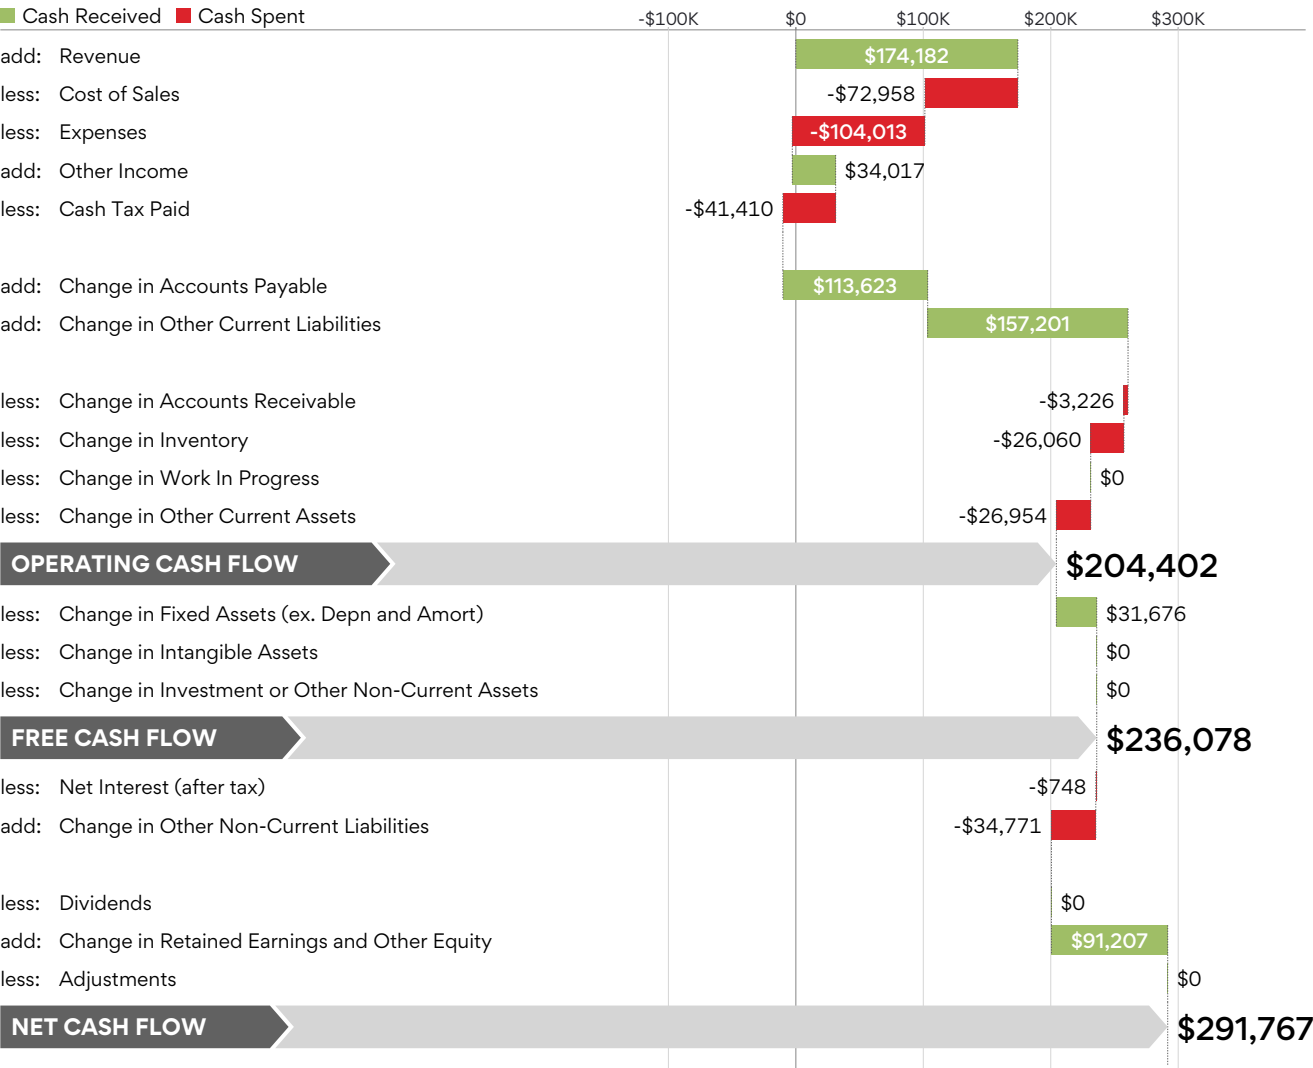 Cash Received Cash Spent -$100K $0 $100K $200K $300K
add: Revenue $174,182
less: Cost of Sales -$72,958
less: Expenses -$104,013
add: Other Income $34,017
less: Cash Tax Paid -$41,410
add: Change in Accounts Payable $113,623
add: Change in Other Current Liabilities $157,201
less: Change in Accounts Receivable -$3,226
less: Change in Inventory -$26,060
less: Change in Work In Progress $0
less: Change in Other Current Assets -$26,954
OPERATING CASH FLOW $204,402
less: Change in Fixed Assets (ex. Depn and Amort) $31,676
less: Change in Intangible Assets $0
less: Change in Investment or Other Non-Current Assets $0
FREE CASH FLOW $236,078
less: Net Interest (after tax) -$748
add: Change in Other Non-Current Liabilities -$34,771
less: Dividends $0
add: Change in Retained Earnings and Other Equity $91,207
less: Adjustments $0
NET CASH FLOW $291,767